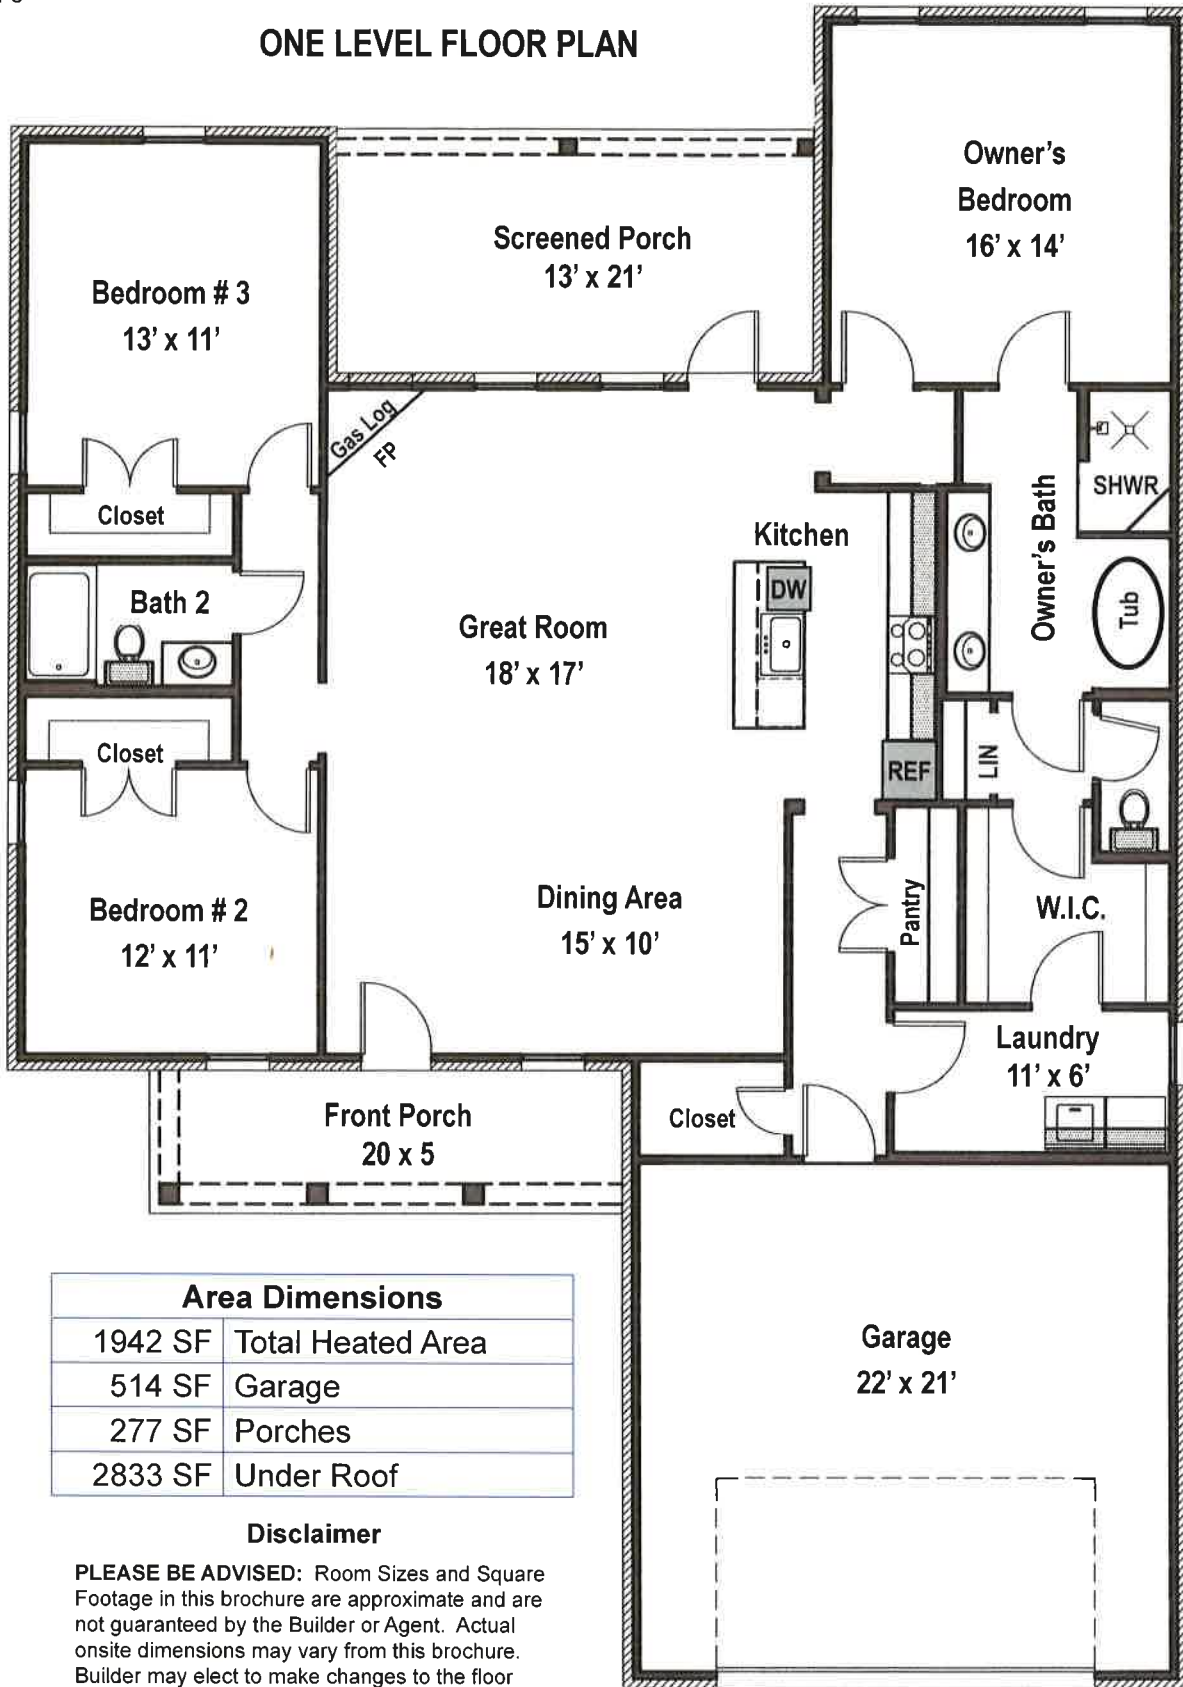 ONE LEVEL FLOOR PLAN
Owner's
Bedroom
16' x 14'
Screened Porch
13' x 21'
Bedroom # 3
13' x 11'
Gas Log
FP
Closet
SHWR
Kitchen
Owner's Bath
DW
Bath 2
Tub
Great Room
18' x 17'
Closet
LIN
REF
Bedroom # 2
12' x 11'
Dining Area
15' x 10'
Pantry
W.I.C.
Laundry
11' x 6'
Front Porch
20 x 5
Closet
Garage
22' x 21'
Area Dimensions
1942 SF Total Heated Area
514 SF Garage
277 SF Porches
2833 SF Under Roof
Disclaimer
PLEASE BE ADVISED: Room Sizes and Square
Footage in this brochure are approximate and are
not guaranteed by the Builder or Agent. Actual
onsite dimensions may vary from this brochure.
Builder may elect to make changes to the floor